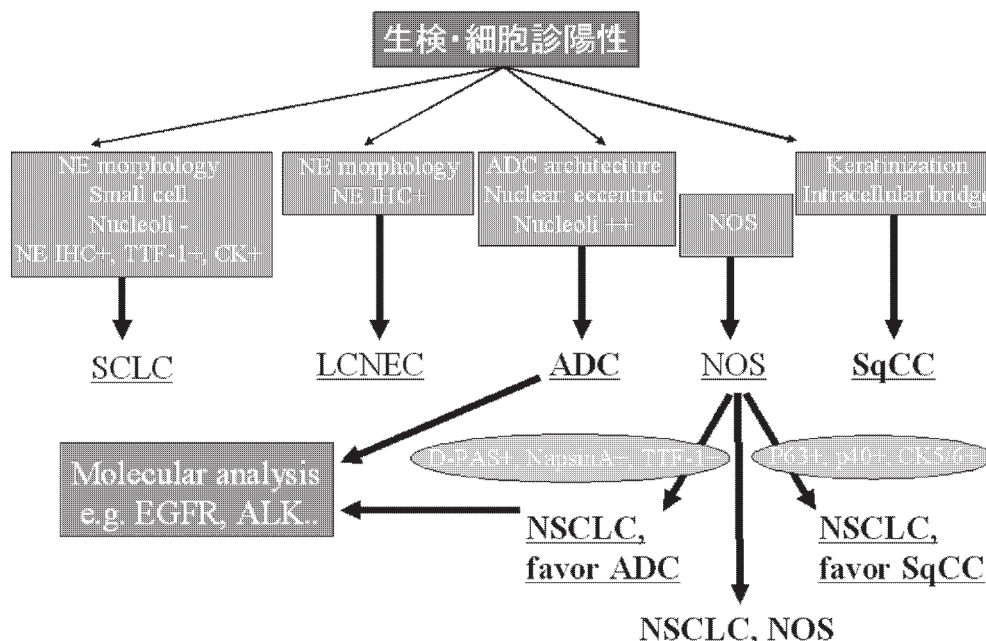 生検・細胞診陽性
NE morphology
Small cell
Nucleoli -
NE IHC+, TTF-1+, CK+
NE morphology
NE IHC+
ADC architecture
Nuclear: eccentric
Nucleoli ++
NOS
Keratinization
Intracellular bridge
SCLC
LCNEC
ADC
NOS
SqCC
Molecular analysis
e.g. EGFR, ALK..
D-PAS+ NapsinA+ TTF-1+
P63+, p10+ CK5/6+
NSCLC,
favor ADC
NSCLC,
favor SqCC
NSCLC, NOS